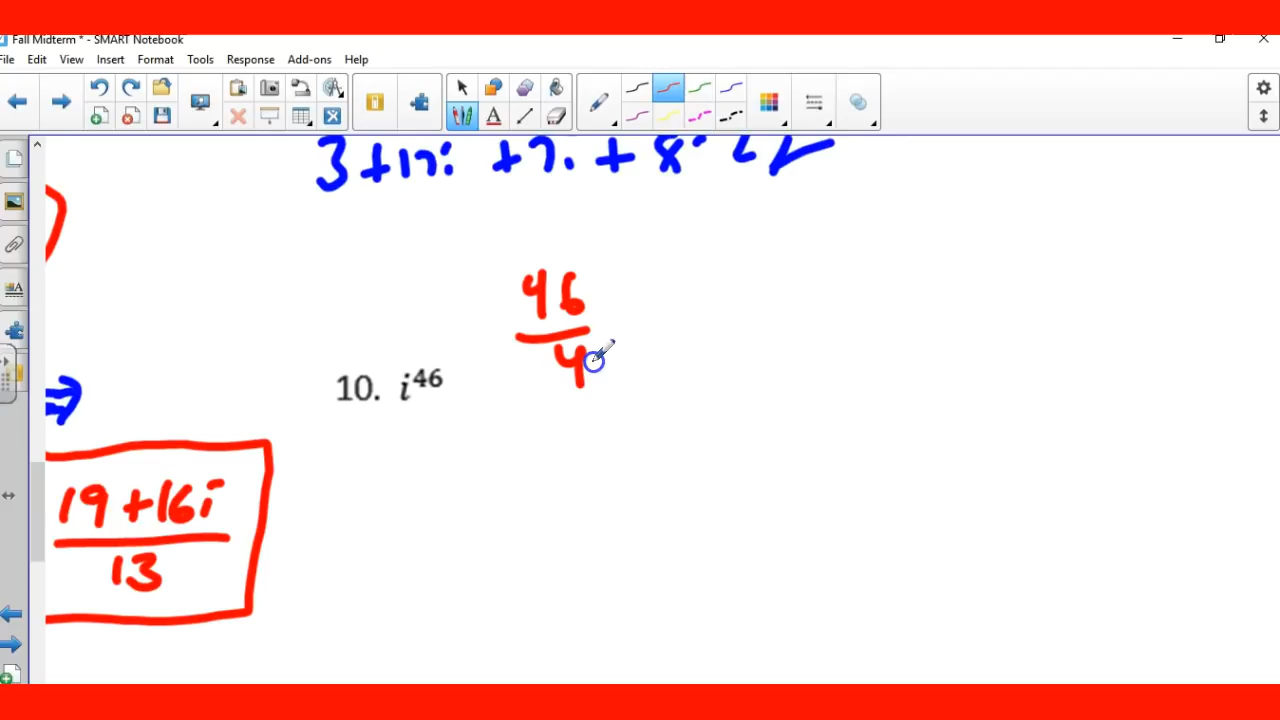 Fall Midterm * - SMART Notebook
File Edit View Insert Format Tools Response Add-ons Help
46
4
10. i⁴⁶
19+16i
13